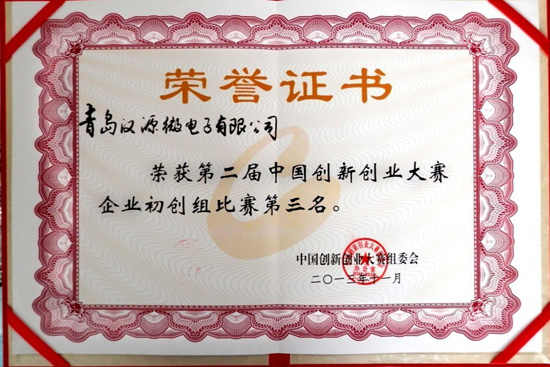 荣誉证书
青岛汉源微电子有限公司
荣获第二届中国创新创业大赛
企业初创组比赛第三名。
中国创新创业大赛组委会
二〇一三年十一月